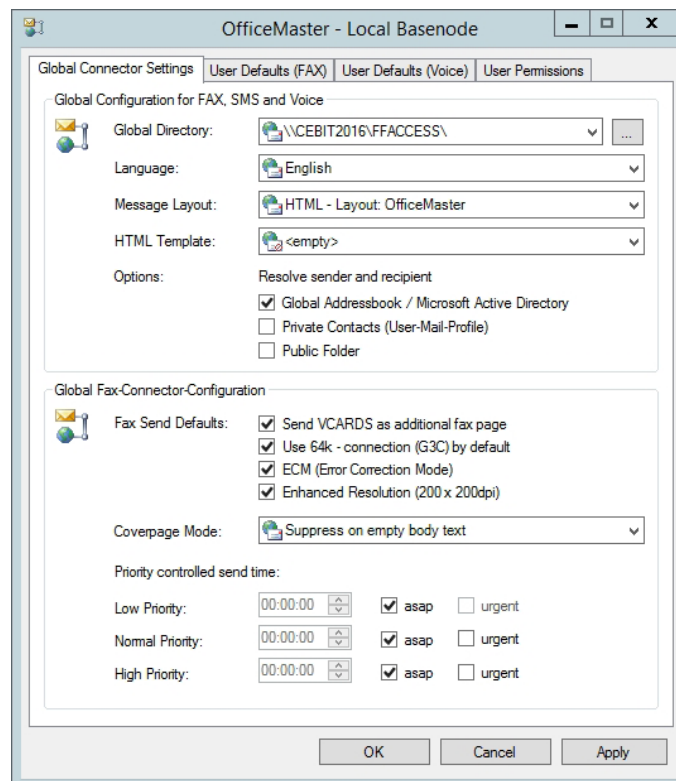 OfficeMaster - Local Basenode
Global Connector Settings User Defaults (FAX) User Defaults (Voice) User Permissions
Global Configuration for FAX, SMS and Voice
Global Directory: \\CEBIT2016\FFACCESS\ ...
Language: English
Message Layout: HTML - Layout: OfficeMaster
HTML Template: <empty>
Options: Resolve sender and recipient
Global Addressbook / Microsoft Active Directory
Private Contacts (User-Mail-Profile)
Public Folder
Global Fax-Connector-Configuration
Fax Send Defaults: Send VCARDS as additional fax page
Use 64k - connection (G3C) by default
ECM (Error Correction Mode)
Enhanced Resolution (200 x 200dpi)
Coverpage Mode: Suppress on empty body text
Priority controlled send time:
Low Priority: 00:00:00 asap urgent
Normal Priority: 00:00:00 asap urgent
High Priority: 00:00:00 asap urgent
OK Cancel Apply